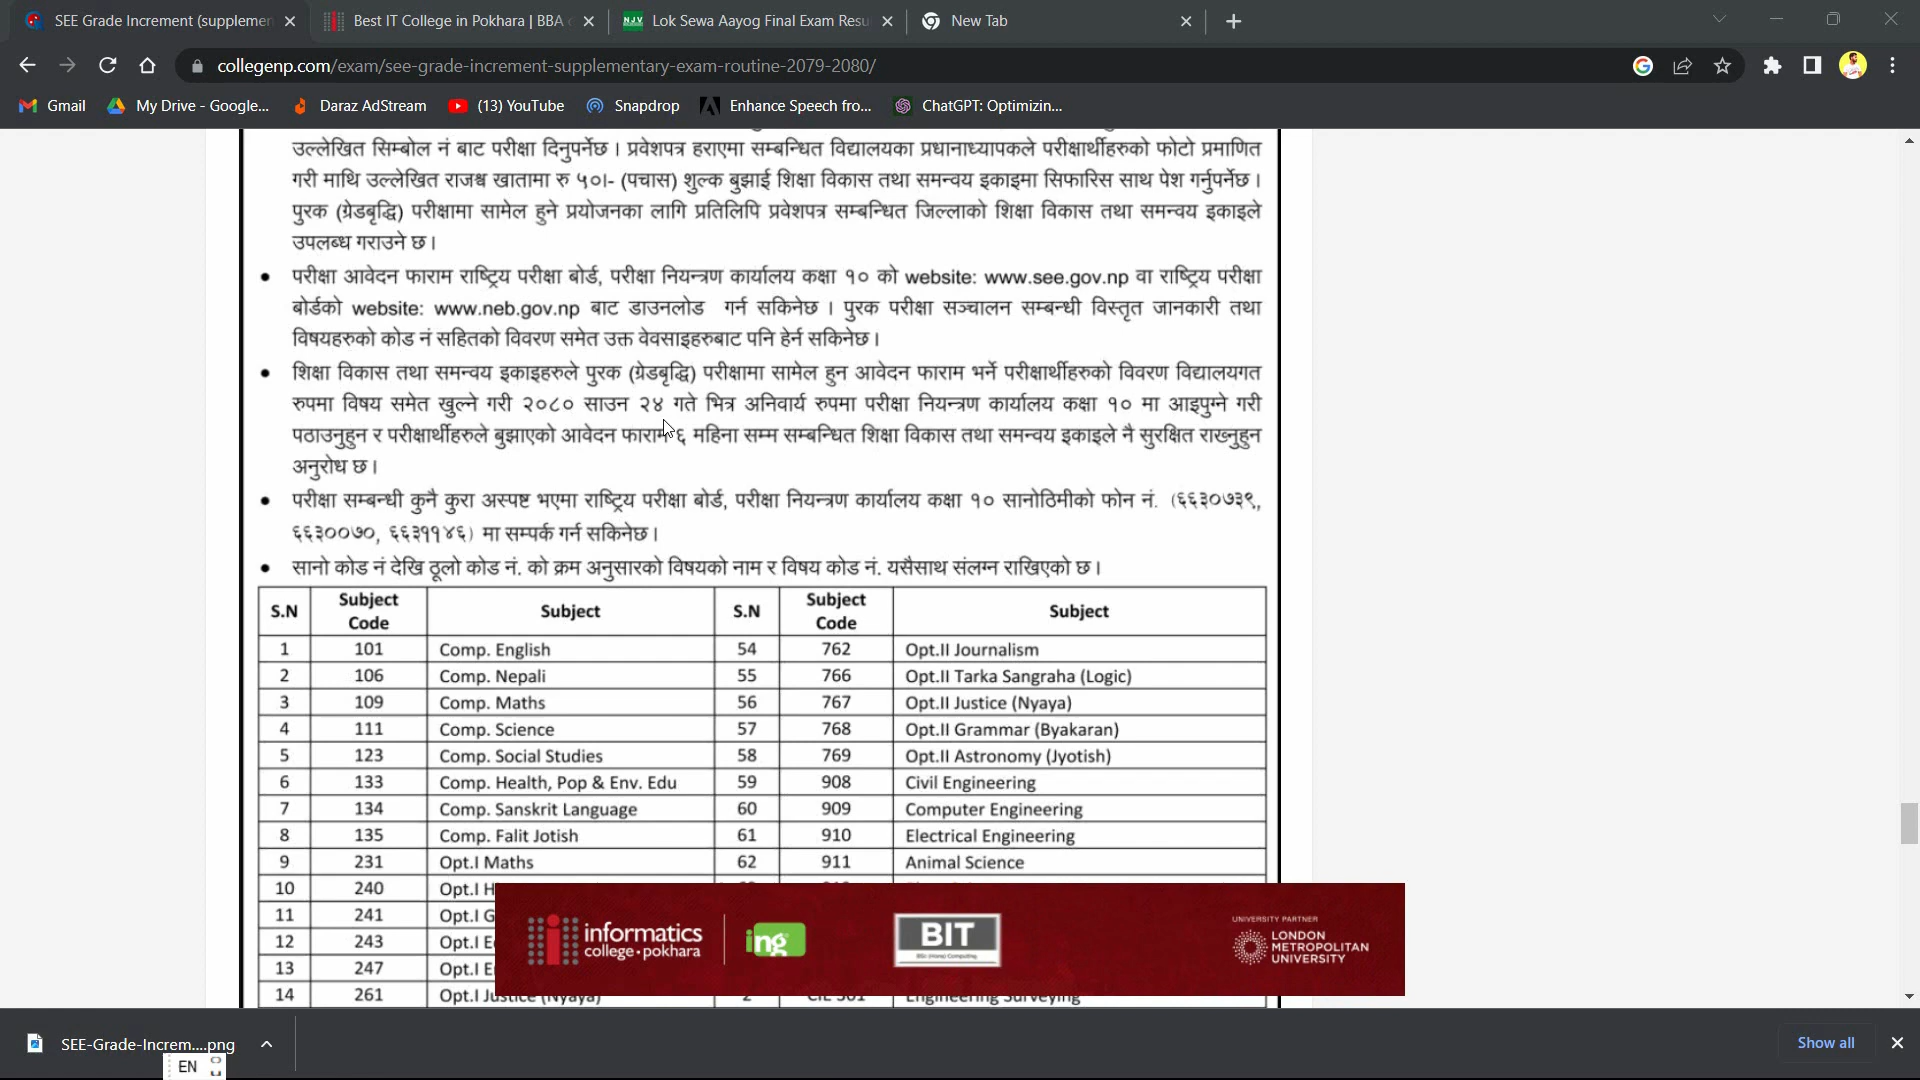 SEE Grade Increment (supplemen
Best IT College in Pokhara | BBA
Lok Sewa Aayog Final Exam Resu
New Tab
collegenp.com/exam/see-grade-increment-supplementary-exam-routine-2079-2080/
Gmail
My Drive - Google...
Daraz AdStream
(13) YouTube
Snapdrop
Enhance Speech fro...
ChatGPT: Optimizin...
उल्लेखित सिम्बोल नं बाट परीक्षा दिनुपर्नेछ । प्रवेशपत्र हराएमा सम्बन्धित विद्यालयका प्रधानाध्यापकले परीक्षार्थीहरुको फोटो प्रमाणित
गरी माथि उल्लेखित राजश्व खातामा रु ५०।- (पचास) शुल्क बुझाई शिक्षा विकास तथा समन्वय इकाइमा सिफारिस साथ पेश गर्नुपर्नेछ ।
पुरक (ग्रेडबृद्धि) परीक्षामा सामेल हुने प्रयोजनका लागि प्रतिलिपि प्रवेशपत्र सम्बन्धित जिल्लाको शिक्षा विकास तथा समन्वय इकाइले
उपलब्ध गराउने छ ।
• परीक्षा आवेदन फाराम राष्ट्रिय परीक्षा बोर्ड, परीक्षा नियन्त्रण कार्यालय कक्षा १० को website: www.see.gov.np वा राष्ट्रिय परीक्षा
बोर्डको website: www.neb.gov.np बाट डाउनलोड गर्न सकिनेछ । पुरक परीक्षा सञ्चालन सम्बन्धी विस्तृत जानकारी तथा
विषयहरुको कोड नं सहितको विवरण समेत उक्त वेवसाइहरुबाट पनि हेर्न सकिनेछ ।
• शिक्षा विकास तथा समन्वय इकाइहरुले पुरक (ग्रेडबृद्धि) परीक्षामा सामेल हुन आवेदन फाराम भर्ने परीक्षार्थीहरुको विवरण विद्यालयगत
रुपमा विषय समेत खुल्ने गरी २०८० साउन २४ गते भित्र अनिवार्य रुपमा परीक्षा नियन्त्रण कार्यालय कक्षा १० मा आइपुग्ने गरी
पठाउनुहुन र परीक्षार्थीहरुले बुझाएको आवेदन फाराम ६ महिना सम्म सम्बन्धित शिक्षा विकास तथा समन्वय इकाइले नै सुरक्षित राख्नुहुन
अनुरोध छ ।
• परीक्षा सम्बन्धी कुनै कुरा अस्पष्ट भएमा राष्ट्रिय परीक्षा बोर्ड, परीक्षा नियन्त्रण कार्यालय कक्षा १० सानोठिमीको फोन नं. (६६३०७३९,
६६३००७०, ६६३११४६) मा सम्पर्क गर्न सकिनेछ ।
• सानो कोड नं देखि ठूलो कोड नं. को क्रम अनुसारको विषयको नाम र विषय कोड नं. यसैसाथ संलग्न राखिएको छ ।
S.N Subject Code Subject S.N Subject Code Subject
1 101 Comp. English 54 762 Opt.II Journalism
2 106 Comp. Nepali 55 766 Opt.II Tarka Sangraha (Logic)
3 109 Comp. Maths 56 767 Opt.II Justice (Nyaya)
4 111 Comp. Science 57 768 Opt.II Grammar (Byakaran)
5 123 Comp. Social Studies 58 769 Opt.II Astronomy (Jyotish)
6 133 Comp. Health, Pop & Env. Edu 59 908 Civil Engineering
7 134 Comp. Sanskrit Language 60 909 Computer Engineering
8 135 Comp. Falit Jotish 61 910 Electrical Engineering
9 231 Opt.I Maths 62 911 Animal Science
10 240 Opt.I H
11 241 Opt.I G
12 243 Opt.I E
13 247 Opt.I E
14 261 Opt.I Justice (Nyaya) Engineering Surveying
informatics
college•pokhara
ing
BIT
UNIVERSITY PARTNER
LONDON
METROPOLITAN
UNIVERSITY
SEE-Grade-Increm....png
Show all
EN